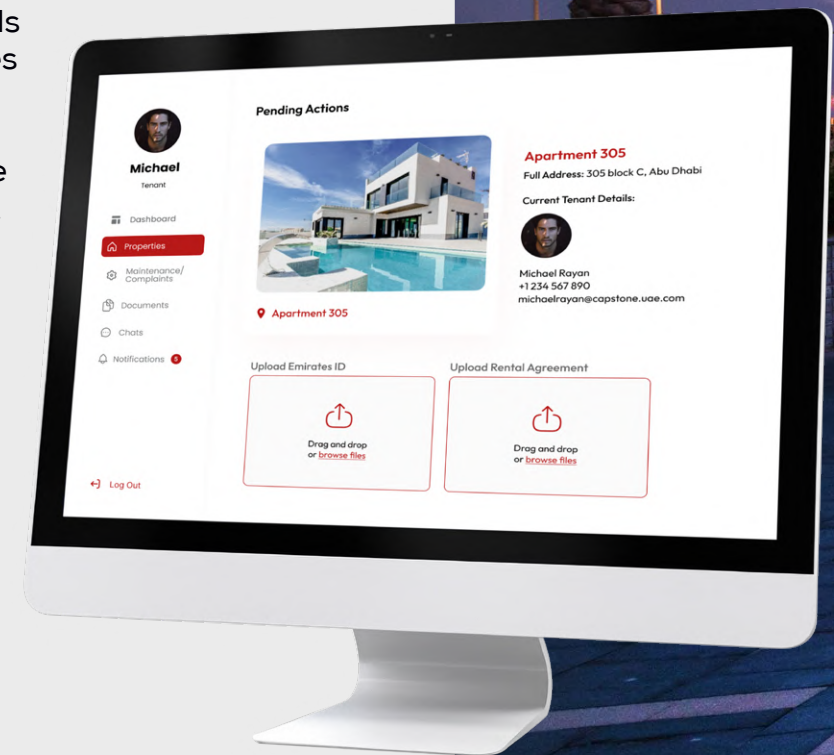 Michael
Tenant
Dashboard
Properties
Maintenance/
Complaints
Documents
Chats
Notifications 5
Log Out
Pending Actions
Apartment 305
Apartment 305
Full Address: 305 block C, Abu Dhabi
Current Tenant Details:
Michael Rayan
+1 234 567 890
michaelrayan@capstone.uae.com
Upload Emirates ID
Drag and drop
or browse files
Upload Rental Agreement
Drag and drop
or browse files